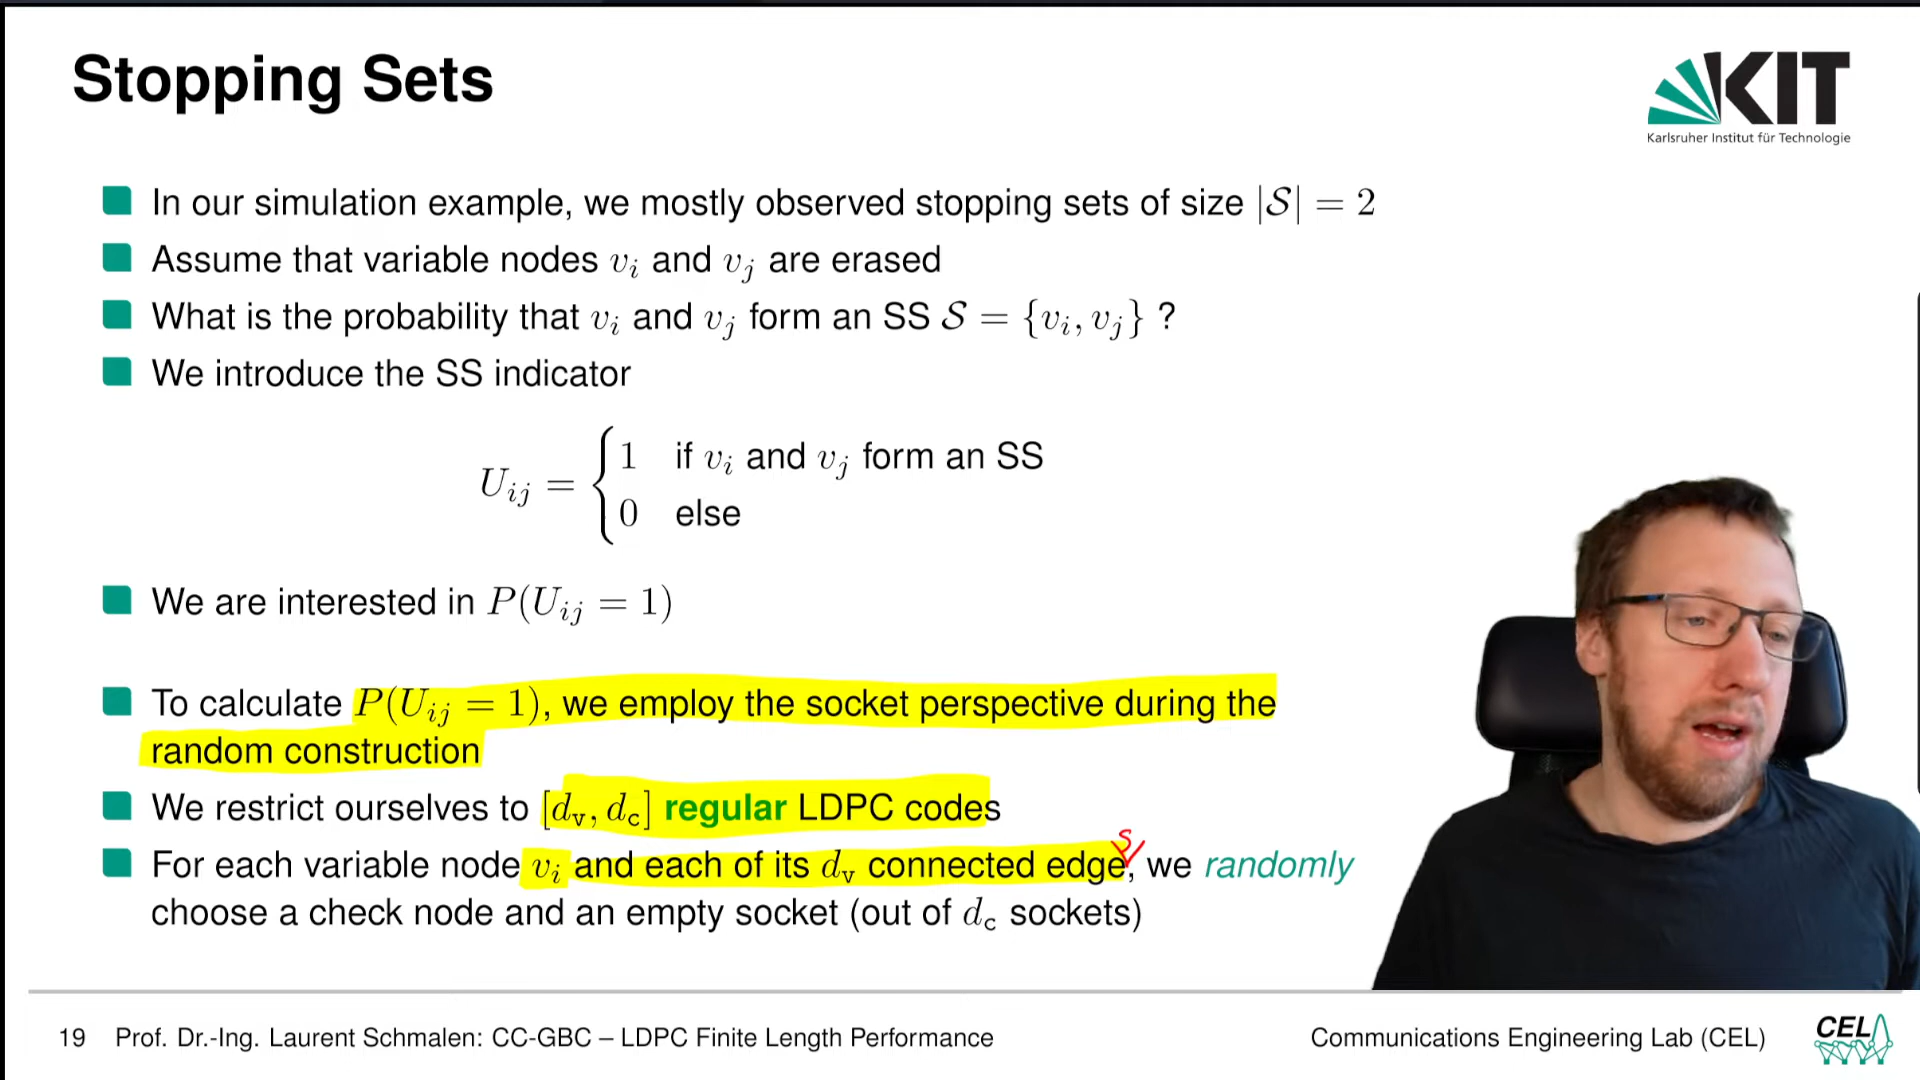 Stopping Sets
KIT
Karlsruher Institut für Technologie
In our simulation example, we mostly observed stopping sets of size |𝒮| = 2
Assume that variable nodes vᵢ and vⱼ are erased
What is the probability that vᵢ and vⱼ form an SS 𝒮 = {vᵢ, vⱼ} ?
We introduce the SS indicator
Uᵢⱼ = { 1 if vᵢ and vⱼ form an SS
0 else
We are interested in P(Uᵢⱼ = 1)
To calculate P(Uᵢⱼ = 1), we employ the socket perspective during the
random construction
We restrict ourselves to [d_v, d_c] regular LDPC codes
s
For each variable node vᵢ and each of its d_v connected edge, we randomly
choose a check node and an empty socket (out of d_c sockets)
19 Prof. Dr.-Ing. Laurent Schmalen: CC-GBC – LDPC Finite Length Performance
Communications Engineering Lab (CEL)
CEL